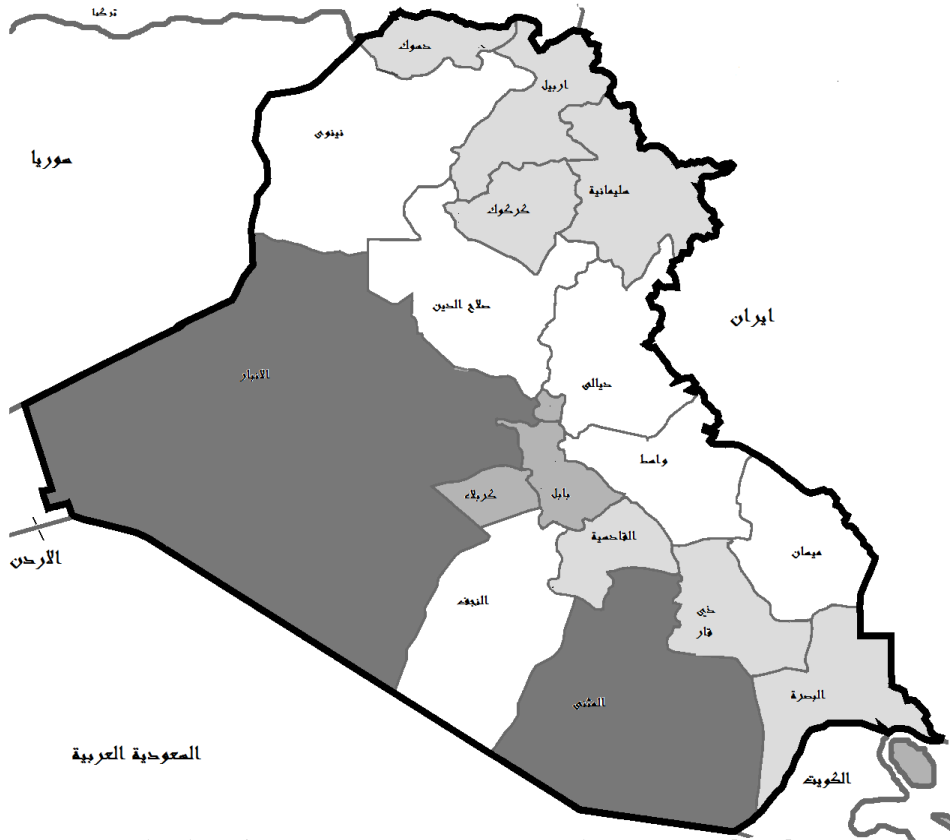 تركيا
دهوك
اربيل
نينوى
سوريا
سليمانية
كركوك
صلاح الدين
ايران
الانبار
ديالى
واسط
كربلاء
بابل
القادسية
ميسان
الاردن
النجف
ذي
قار
المثنى
البصرة
السعودية العربية
الكويت